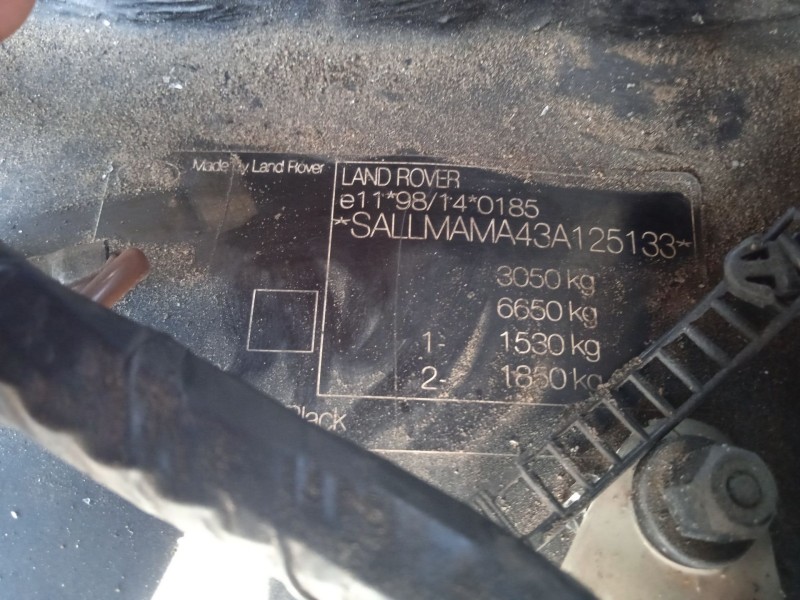 Made by Land Rover
LAND ROVER
e11*98/14*0185
*SALLMAMA43A125133*
3050 kg
6650 kg
1- 1530 kg
2- 1850 kg
Black